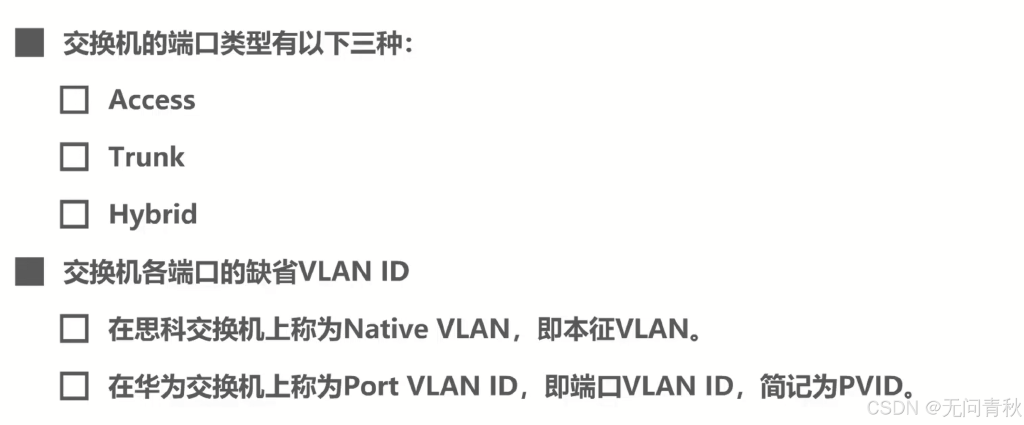 交换机的端口类型有以下三种：
Access
Trunk
Hybrid
交换机各端口的缺省VLAN ID
在思科交换机上称为Native VLAN，即本征VLAN。
在华为交换机上称为Port VLAN ID，即端口VLAN ID，简记为PVID。
CSDN @无问青秋